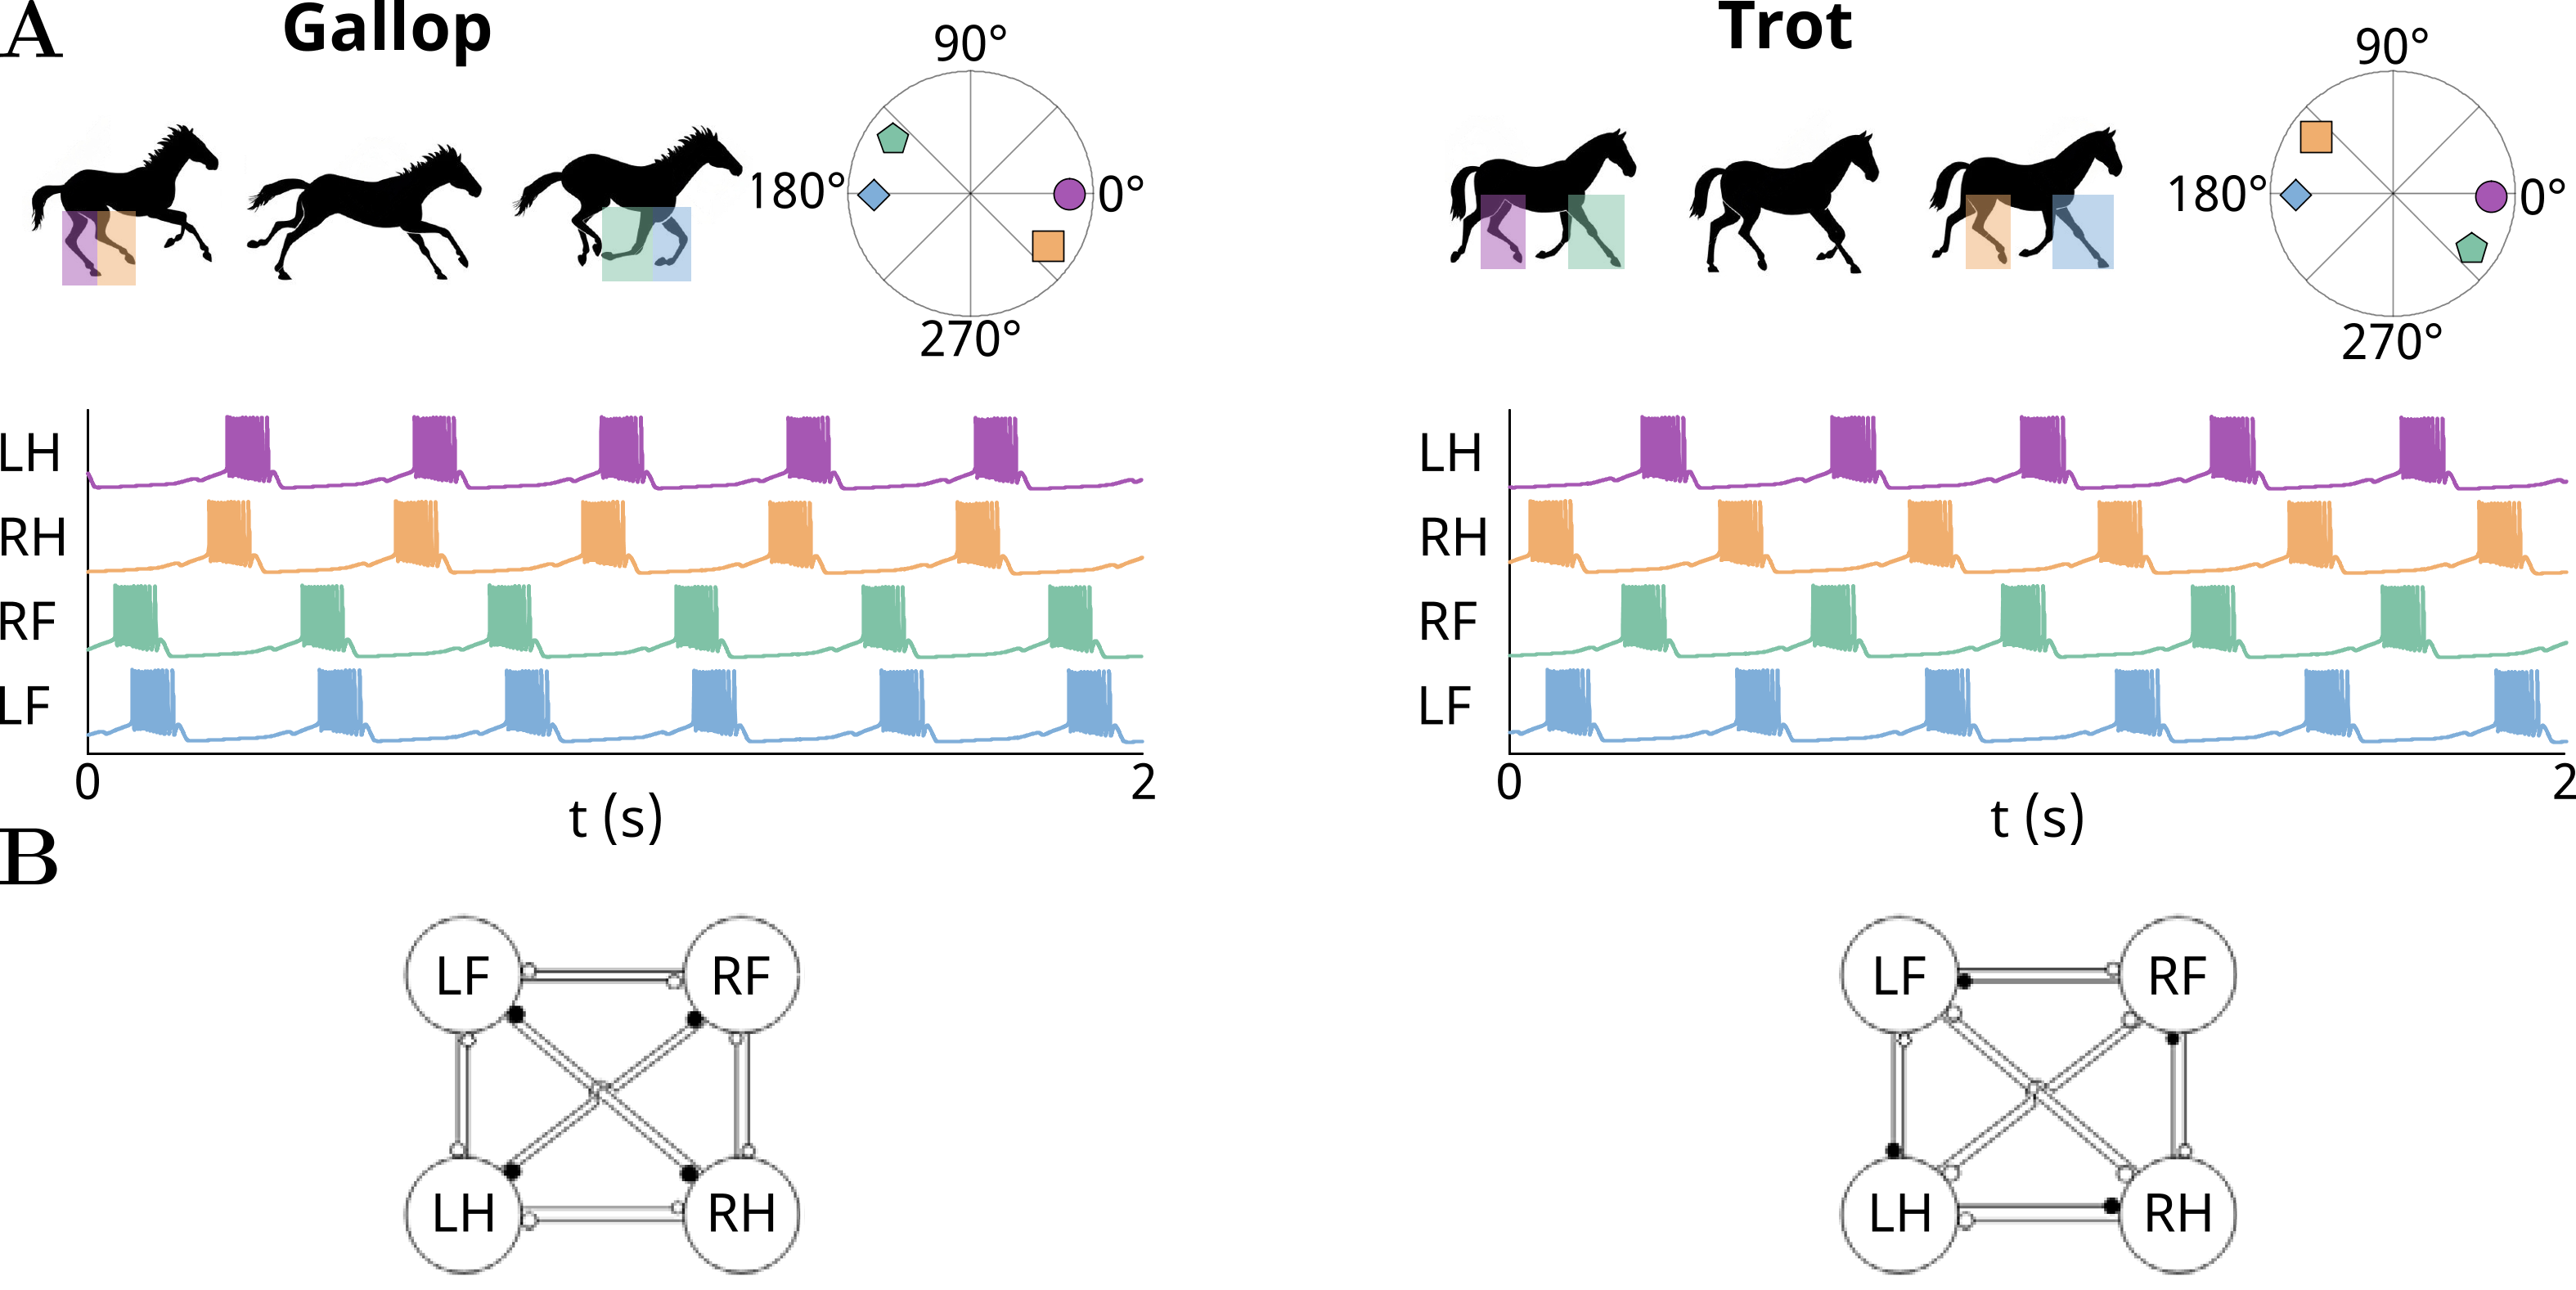 A
Gallop
90°
180°
0°
270°
Trot
90°
180°
0°
270°
LH
RH
RF
LF
0
2
t (s)
LH
RH
RF
LF
0
2
t (s)
B
LF
RF
LH
RH
LF
RF
LH
RH